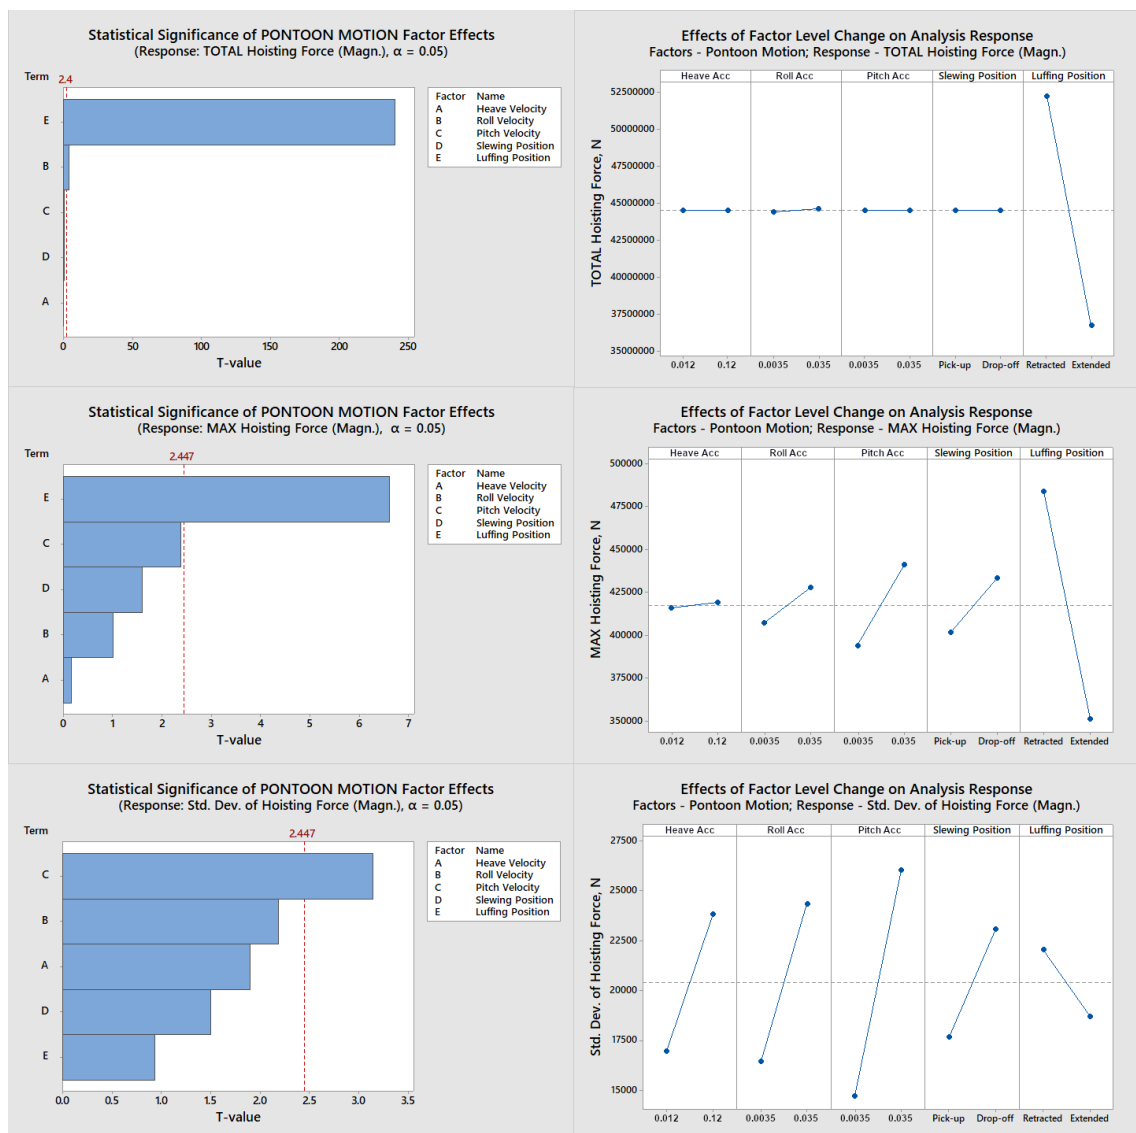 Statistical Significance of PONTOON MOTION Factor Effects
(Response: TOTAL Hoisting Force (Magn.), α = 0.05)
Term
2.4
E
B
C
D
A
0 50 100 150 200 250
T-value
Factor Name
A Heave Velocity
B Roll Velocity
C Pitch Velocity
D Slewing Position
E Luffing Position
Effects of Factor Level Change on Analysis Response
Factors - Pontoon Motion; Response - TOTAL Hoisting Force (Magn.)
Heave Acc Roll Acc Pitch Acc Slewing Position Luffing Position
TOTAL Hoisting Force, N
52500000
50000000
47500000
45000000
42500000
40000000
37500000
35000000
0.012 0.12 0.0035 0.035 0.0035 0.035 Pick-up Drop-off Retracted Extended
Statistical Significance of PONTOON MOTION Factor Effects
(Response: MAX Hoisting Force (Magn.), α = 0.05)
Term
2.447
E
C
D
B
A
0 1 2 3 4 5 6 7
T-value
Factor Name
A Heave Velocity
B Roll Velocity
C Pitch Velocity
D Slewing Position
E Luffing Position
Effects of Factor Level Change on Analysis Response
Factors - Pontoon Motion; Response - MAX Hoisting Force (Magn.)
Heave Acc Roll Acc Pitch Acc Slewing Position Luffing Position
MAX Hoisting Force, N
500000
475000
450000
425000
400000
375000
350000
0.012 0.12 0.0035 0.035 0.0035 0.035 Pick-up Drop-off Retracted Extended
Statistical Significance of PONTOON MOTION Factor Effects
(Response: Std. Dev. of Hoisting Force (Magn.), α = 0.05)
Term
2.447
C
B
A
D
E
0.0 0.5 1.0 1.5 2.0 2.5 3.0 3.5
T-value
Factor Name
A Heave Velocity
B Roll Velocity
C Pitch Velocity
D Slewing Position
E Luffing Position
Effects of Factor Level Change on Analysis Response
Factors - Pontoon Motion; Response - Std. Dev. of Hoisting Force (Magn.)
Heave Acc Roll Acc Pitch Acc Slewing Position Luffing Position
Std. Dev. of Hoisting Force, N
27500
25000
22500
20000
17500
15000
0.012 0.12 0.0035 0.035 0.0035 0.035 Pick-up Drop-off Retracted Extended